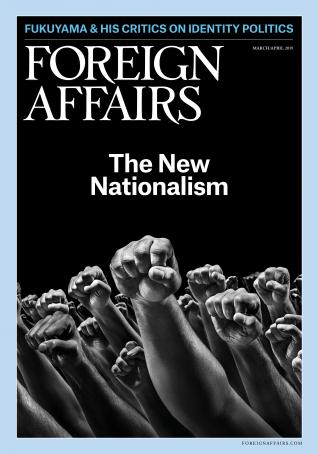 FUKUYAMA & HIS CRITICS ON IDENTITY POLITICS
FOREIGN
MARCH/APRIL 2019
AFFAIRS
The New
Nationalism
FOREIGNAFFAIRS.COM